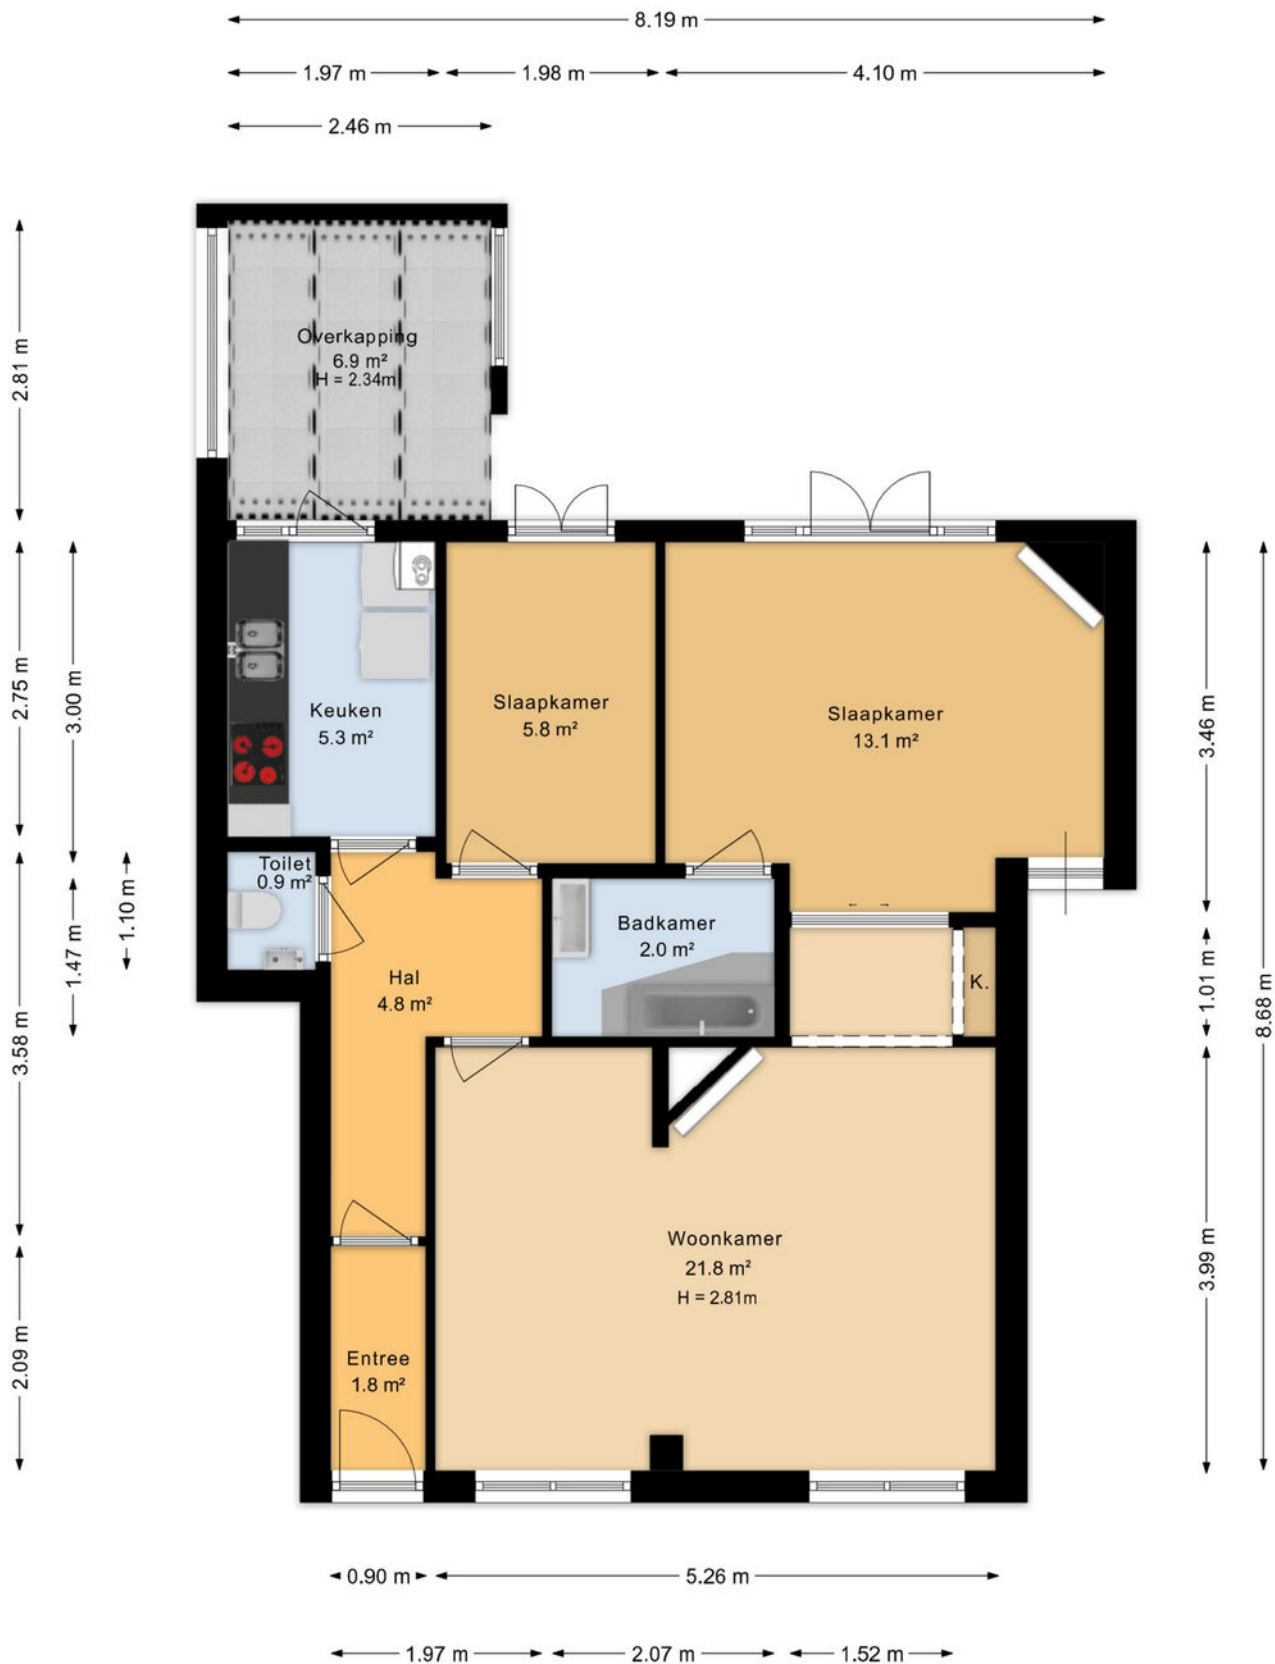 8.19 m
1.97 m
1.98 m
4.10 m
2.46 m
2.81 m
Overkapping
6.9 m²
H = 2.34m
2.75 m
3.00 m
Keuken
5.3 m²
Slaapkamer
5.8 m²
Slaapkamer
13.1 m²
3.46 m
Toilet
0.9 m²
1.10 m
1.47 m
3.58 m
Hal
4.8 m²
Badkamer
2.0 m²
K.
1.01 m
8.68 m
Woonkamer
21.8 m²
H = 2.81m
3.99 m
2.09 m
Entree
1.8 m²
0.90 m
5.26 m
1.97 m
2.07 m
1.52 m